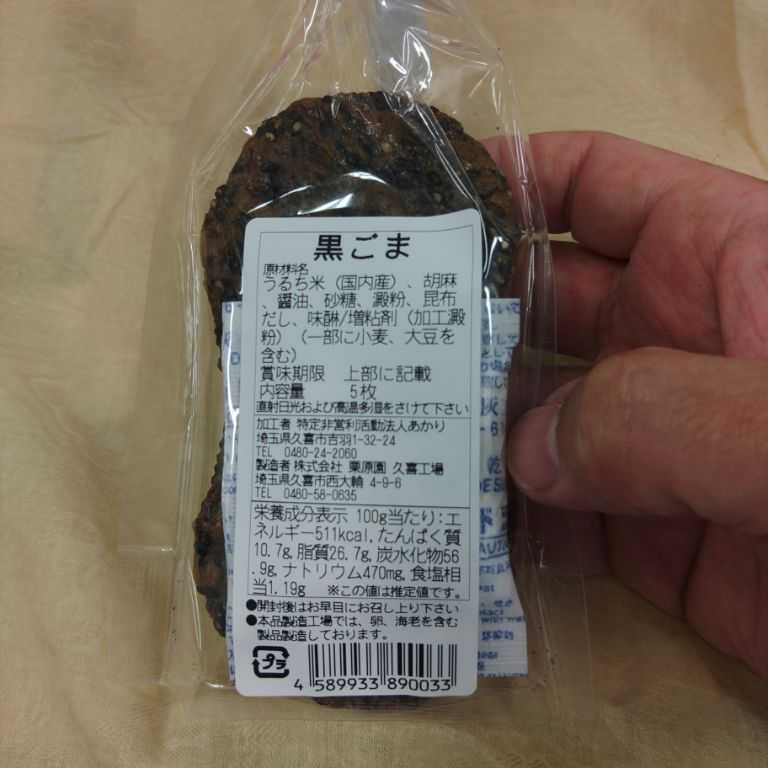 黒ごま
原材料名
うるち米（国内産）、胡麻
、醤油、砂糖、澱粉、昆布
だし、味醂/増粘剤（加工澱
粉）（一部に小麦、大豆を
含む）
賞味期限 上部に記載
内容量 5枚
直射日光および高温多湿をさけて下さい
加工者 特定非営利活動法人あかり
埼玉県久喜市吉羽1-32-24
TEL 0480-24-2060
製造者 株式会社 栗原園 久喜工場
埼玉県久喜市西大輪 4-9-6
TEL 0480-58-0635
栄養成分表示 100g当たり:エ
ネルギー511kcal,たんぱく質
10.7g,脂質26.7g,炭水化物56
.9g,ナトリウム470mg,食塩相
当1.19g ※この値は推定値です。
●開封後はお早目にお召し上り下さい
●本品製造工場では、卵、海老を含む
製品製造しております。
プラ
4 589933 890033